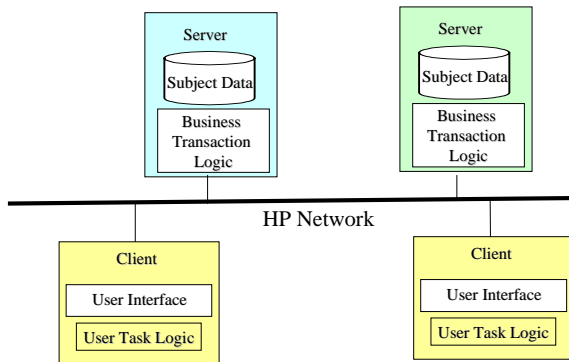 Server
Subject Data
Business
Transaction
Logic
Server
Subject Data
Business
Transaction
Logic
HP Network
Client
User Interface
User Task Logic
Client
User Interface
User Task Logic